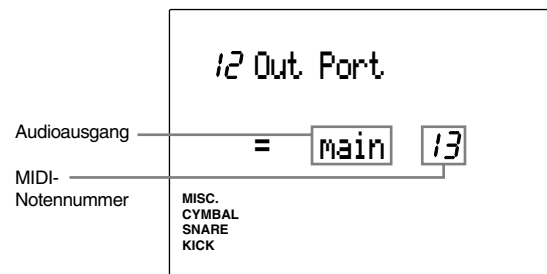 12 Out Port
Audioausgang
= main 13
MIDI-
Notennummer
MISC.
CYMBAL
SNARE
KICK